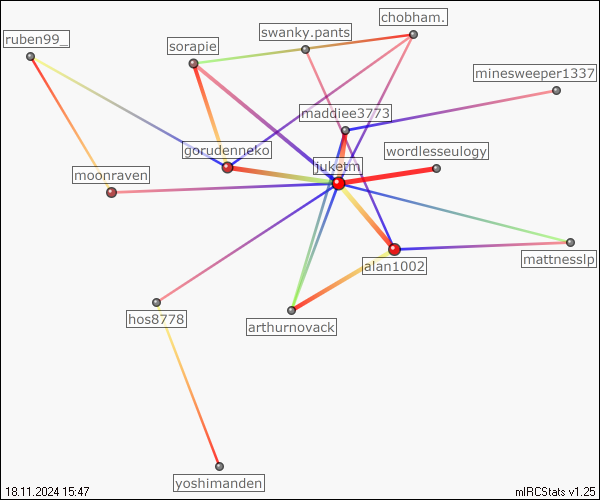 chobham.
swanky.pants
ruben99_
sorapie
minesweeper1337
maddiee3773
gorudenneko
wordlesseulogy
juketm
moonraven
mattnesslp
alan1002
hos8778
arthurnovack
yoshimanden
18.11.2024 15:47
mIRCStats v1.25